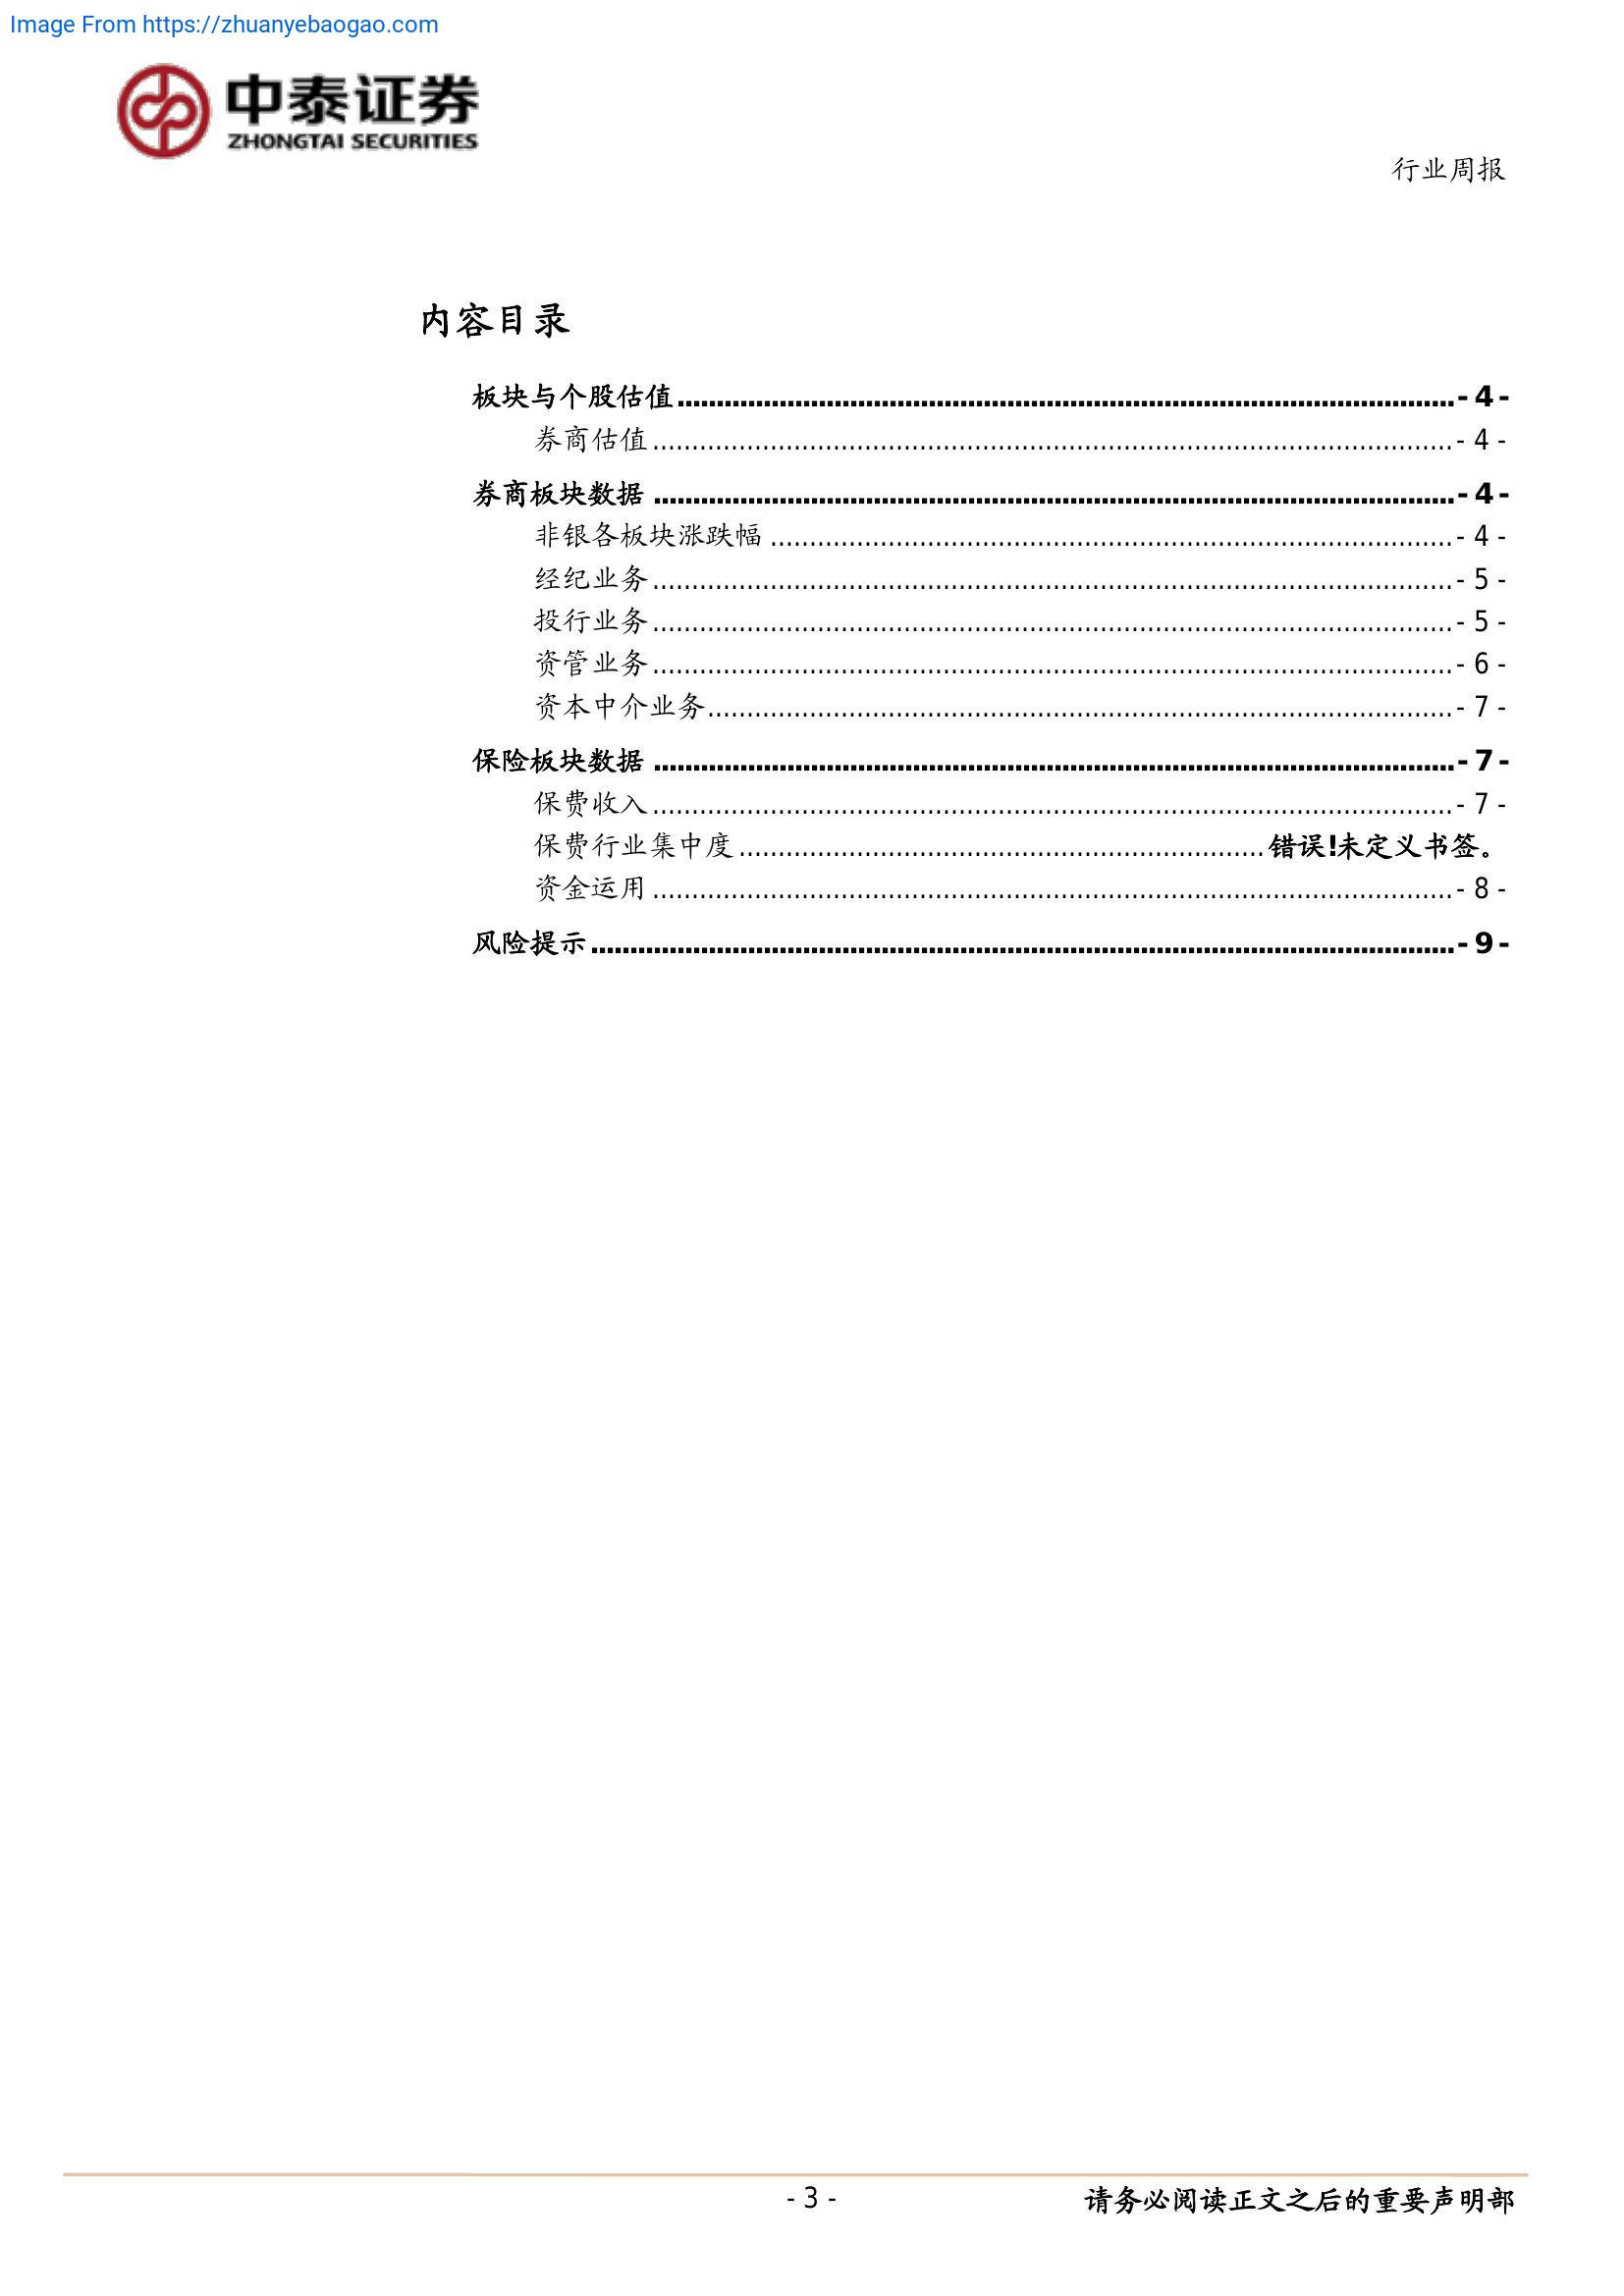 Image From https://zhuanyebaogao.com
中泰证券
ZHONGTAI SECURITIES
行业周报
内容目录
板块与个股估值................................................................................- 4 -
券商估值................................................................................- 4 -
券商板块数据................................................................................- 4 -
非银各板块涨跌幅................................................................................- 4 -
经纪业务................................................................................- 5 -
投行业务................................................................................- 5 -
资管业务................................................................................- 6 -
资本中介业务................................................................................- 7 -
保险板块数据................................................................................- 7 -
保费收入................................................................................- 7 -
保费行业集中度................................................................错误!未定义书签。
资金运用................................................................................- 8 -
风险提示................................................................................- 9 -
- 3 -
请务必阅读正文之后的重要声明部